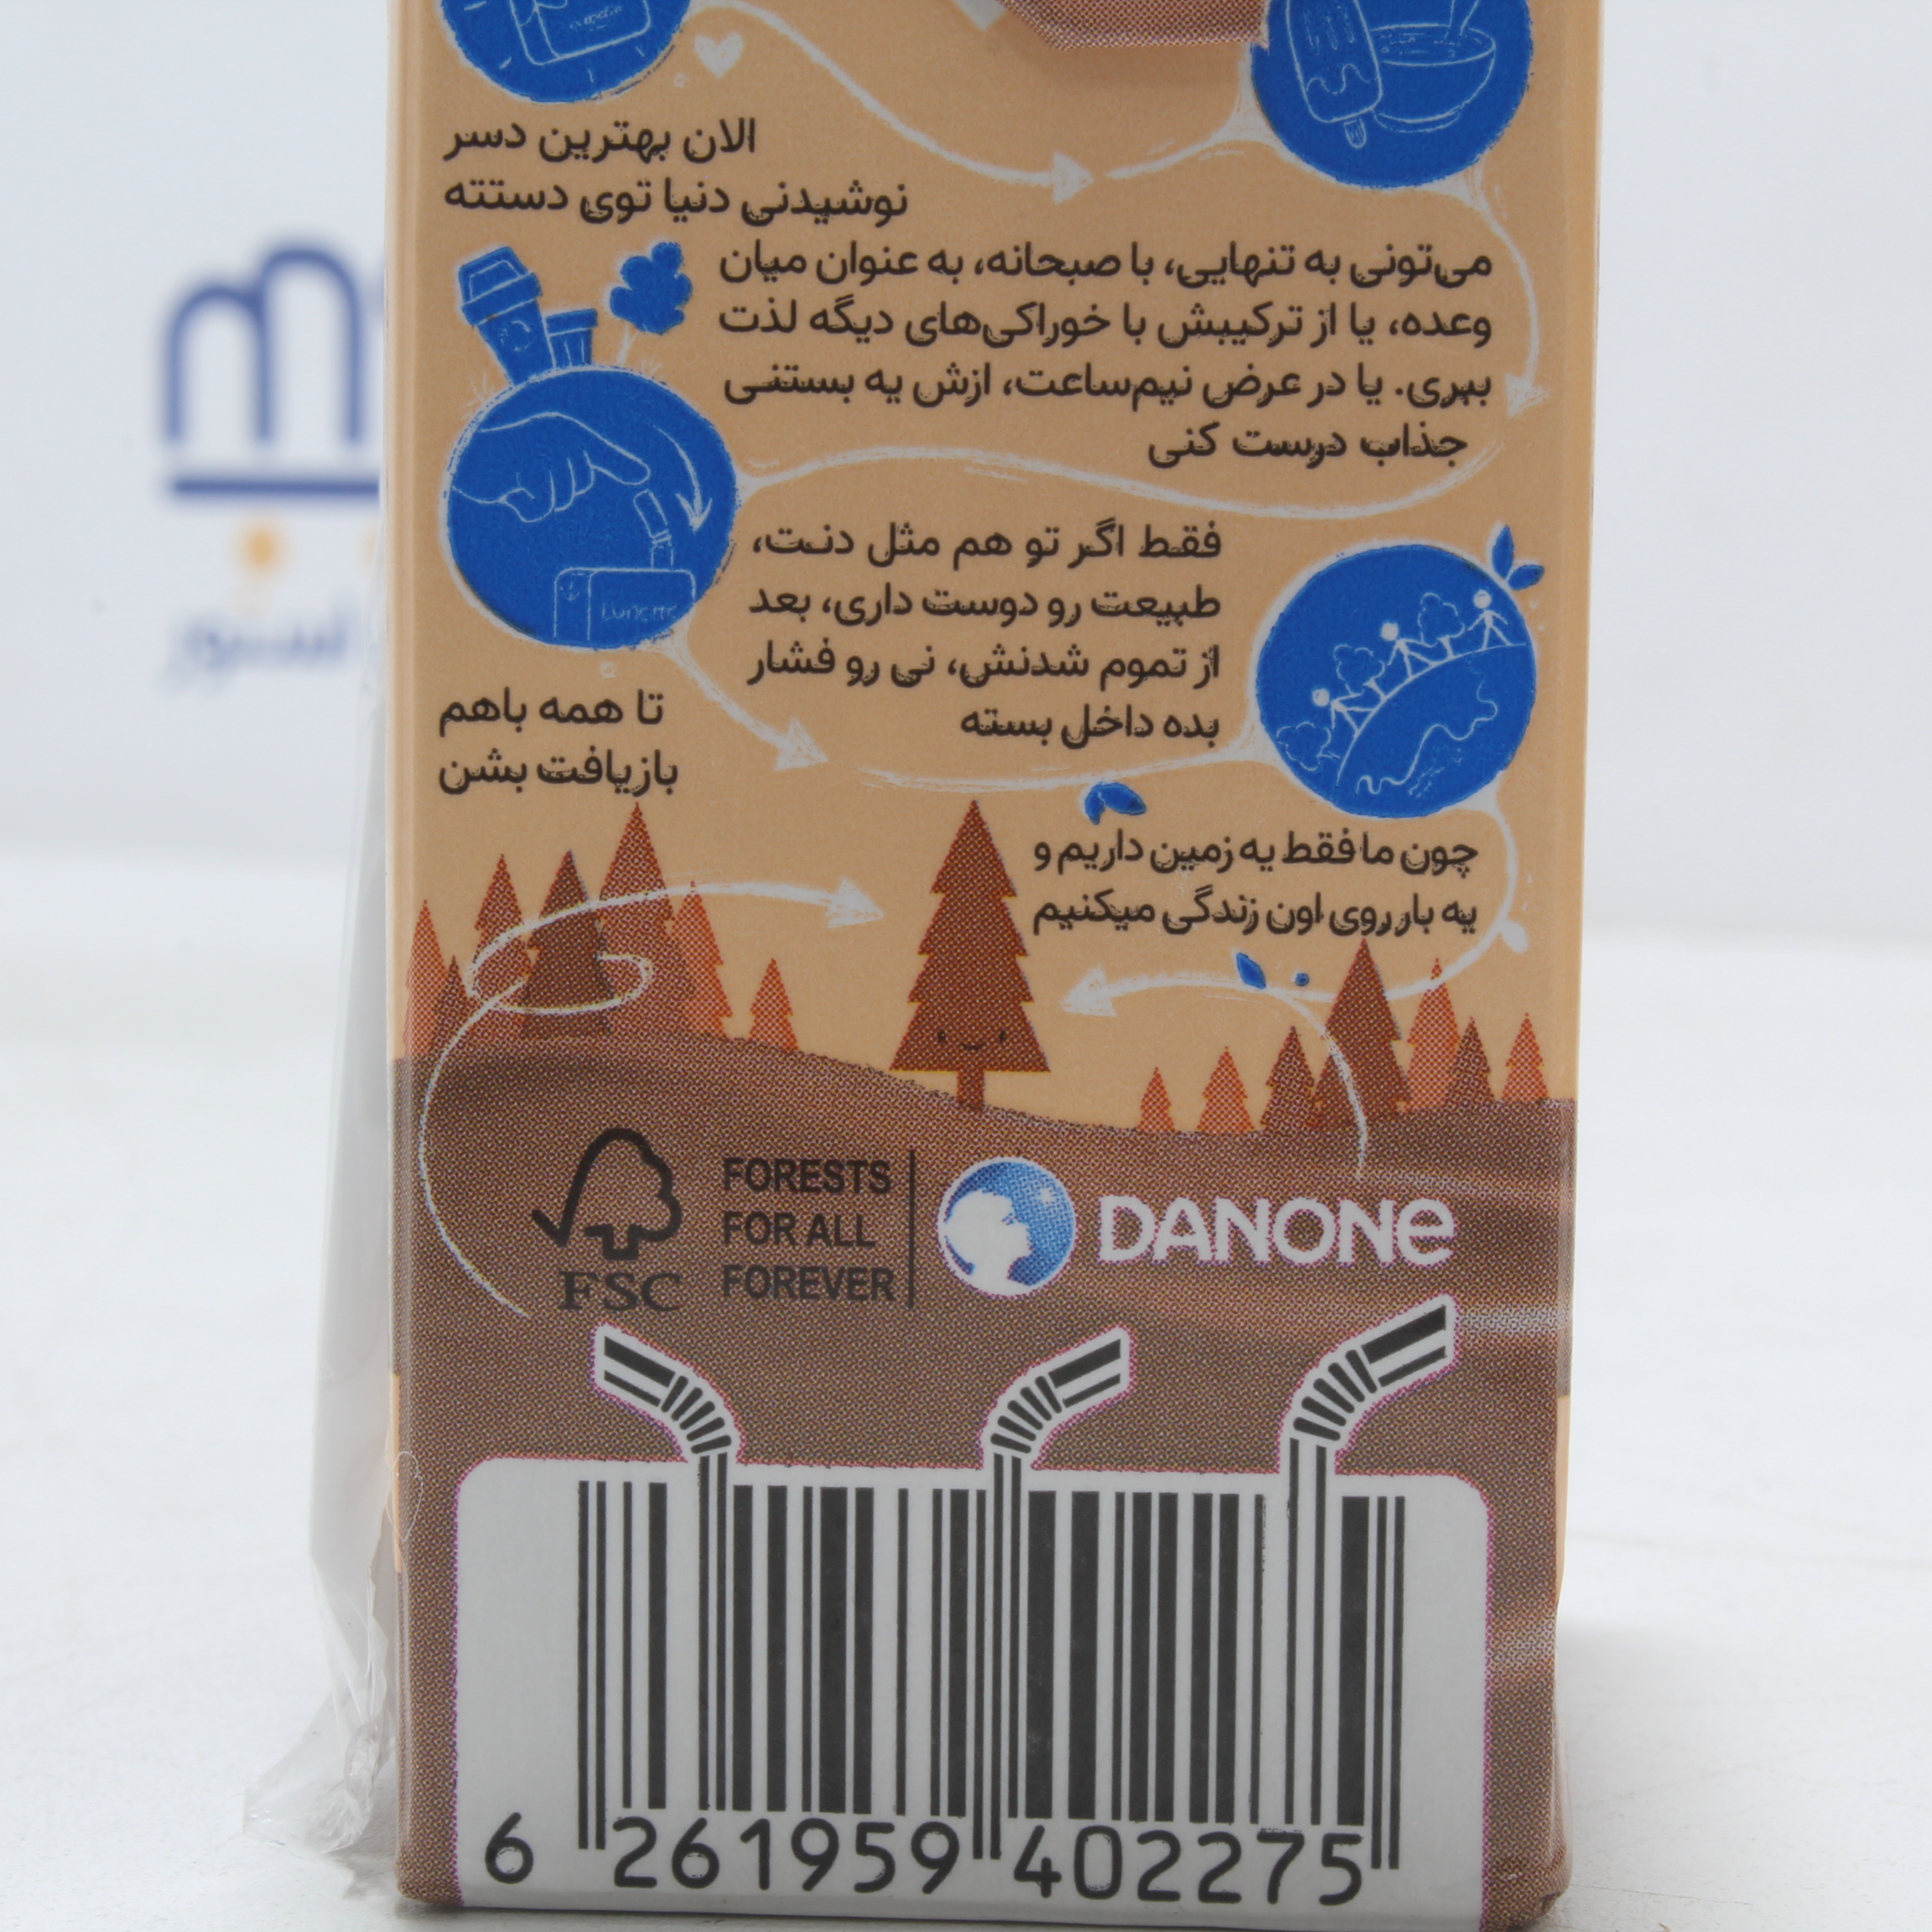 الان بهترین دسر
نوشیدنی دنیا توی دستته
می‌تونی به تنهایی، با صبحانه، به عنوان میان
وعده، یا از ترکیبش با خوراکی‌های دیگه لذت
ببری. یا در عرض نیم‌ساعت، ازش یه بستنی
جذاب درست کنی
فقط اگر تو هم مثل دنت،
طبیعت رو دوست داری، بعد
از تموم شدنش، نی رو فشار
بده داخل بسته
تا همه باهم
بازیافت بشن
چون ما فقط یه زمین داریم و
یه بار روی اون زندگی میکنیم
FSC
FORESTS
FOR ALL
FOREVER
DANONE
6 261959 402275